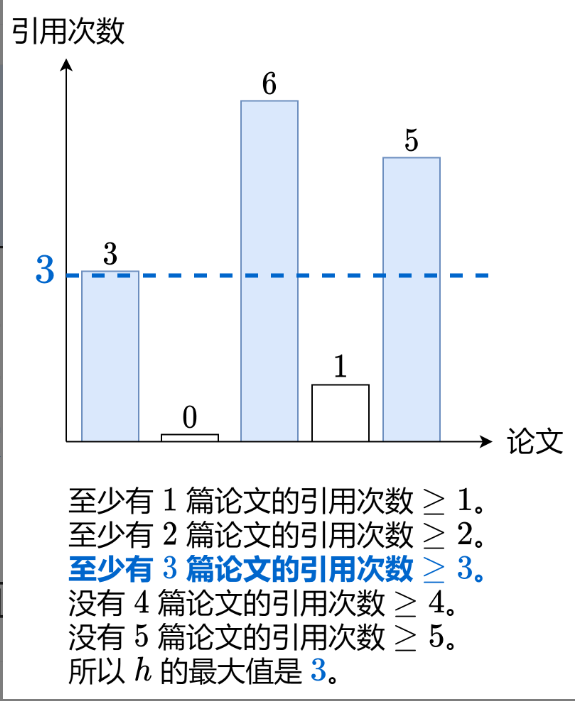 引用次数
6
5
3
3
1
0
论文
至少有 1 篇论文的引用次数 ≥ 1。
至少有 2 篇论文的引用次数 ≥ 2。
至少有 3 篇论文的引用次数 ≥ 3。
没有 4 篇论文的引用次数 ≥ 4。
没有 5 篇论文的引用次数 ≥ 5。
所以 h 的最大值是 3。